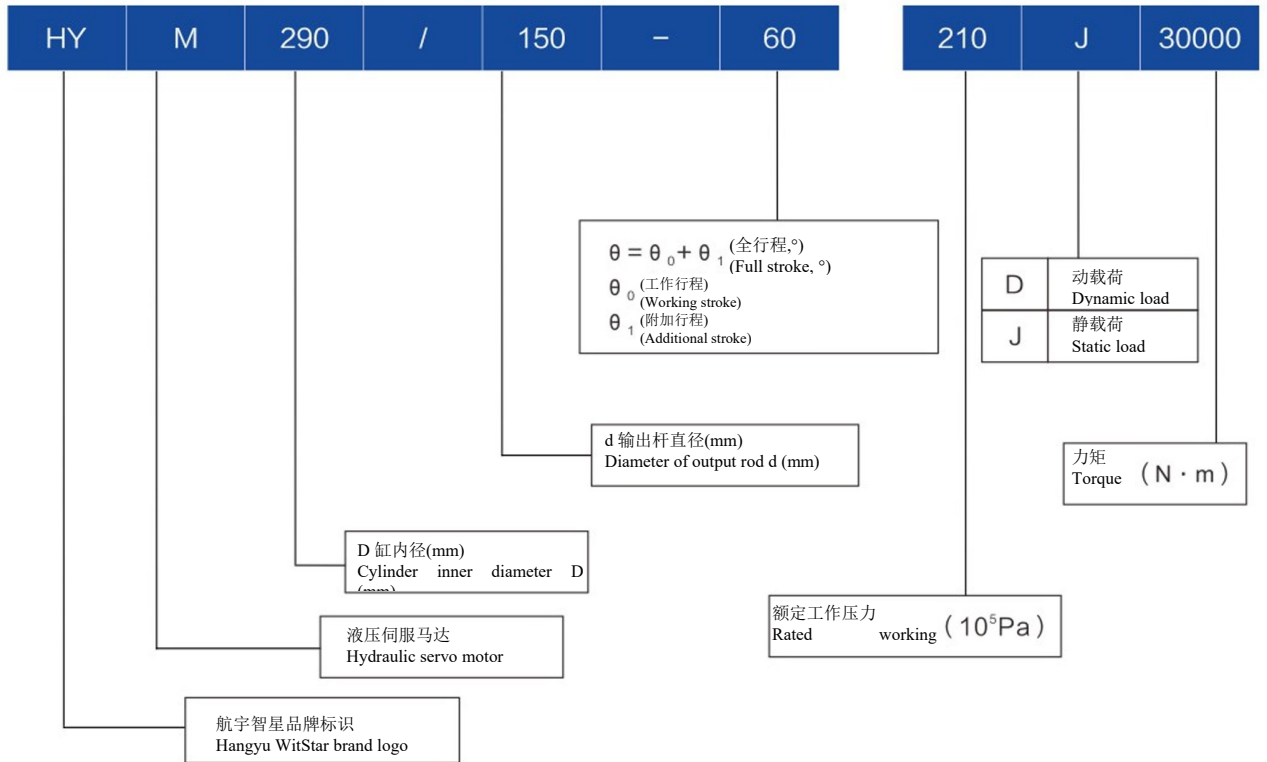 HY M 290 / 150 - 60 210 J 30000
θ = θ₀ + θ₁ (全行程,°)
(Full stroke, °)
θ₀ (工作行程)
(Working stroke)
θ₁ (附加行程)
(Additional stroke)
D 动载荷
Dynamic load
J 静载荷
Static load
d 输出杆直径(mm)
Diameter of output rod d (mm)
力矩
Torque (N · m)
D 缸内径(mm)
Cylinder inner diameter D
(mm)
额定工作压力
Rated working (10⁵Pa)
液压伺服马达
Hydraulic servo motor
航宇智星品牌标识
Hangyu WitStar brand logo